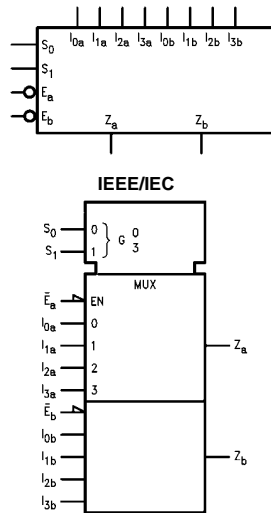 I0a I1a I2a I3a I0b I1b I2b I3b
S0
S1
Ea
Eb
Za Zb
IEEE/IEC
S0 0
S1 1
G 0
3
MUX
Ēa EN
I0a 0
I1a 1 Za
I2a 2
I3a 3
Ēb
I0b
I1b
I2b Zb
I3b